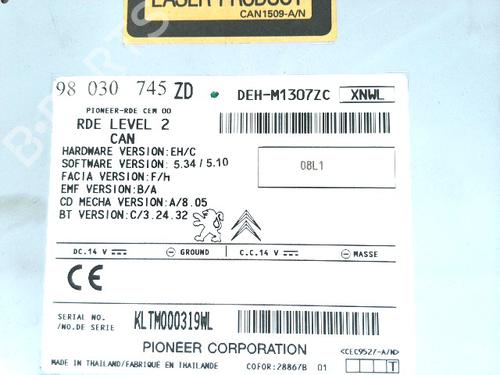 LASER PRODUCT
CAN1509-A/N
98 030 745 ZD DEH-M1307ZC XNWL
PIONEER-RDE CEM 00
RDE LEVEL 2
CAN
HARDWARE VERSION:EH/C
SOFTWARE VERSION: 5.34/5.10
FACIA VERSION:F/h
EMF VERSION:B/A
CD MECHA VERSION:A/8.05
BT VERSION:C/3.24.32
08L1
DC.14 V GROUND C.C.14 V MASSE
CE
SERIAL NO.
/NO.DE SERIE KLTM000319WL
PIONEER CORPORATION <CEC9527-A/N>
MADE IN THAILAND/FABRIQUE EN THAILANDE COFOR:28867B 01 T